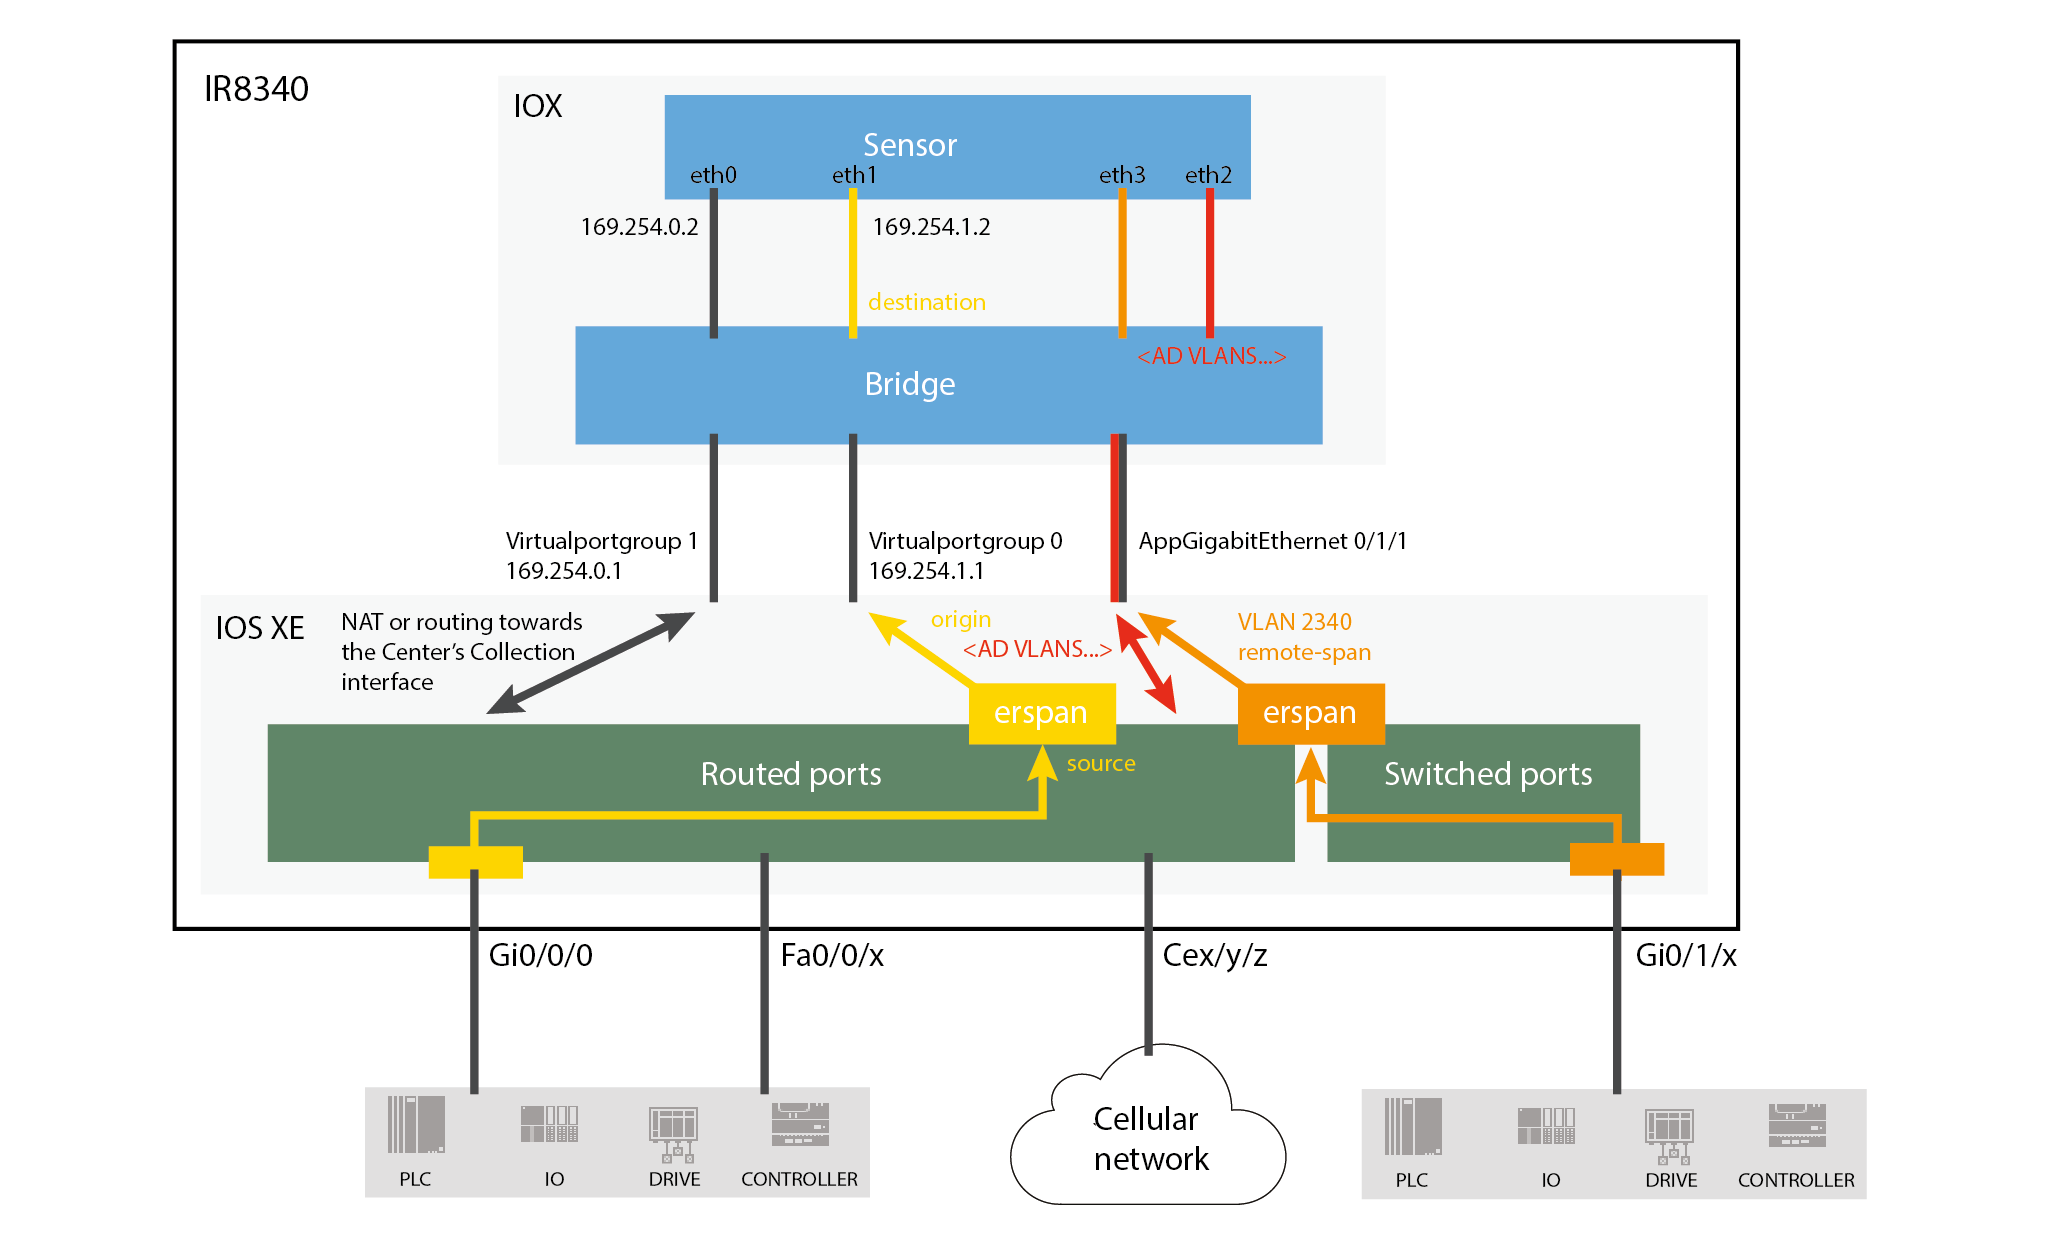 IR8340
IOX
Sensor
eth0
eth1
eth3
eth2
169.254.0.2
169.254.1.2
destination
<AD VLANS...>
Bridge
Virtualportgroup 1
169.254.0.1
Virtualportgroup 0
169.254.1.1
AppGigabitEthernet 0/1/1
IOS XE
NAT or routing towards
the Center's Collection
interface
origin
<AD VLANS...>
VLAN 2340
remote-span
erspan
erspan
source
Routed ports
Switched ports
Gi0/0/0
Fa0/0/x
Cex/y/z
Gi0/1/x
Cellular
network
PLC
IO
DRIVE
CONTROLLER
PLC
IO
DRIVE
CONTROLLER